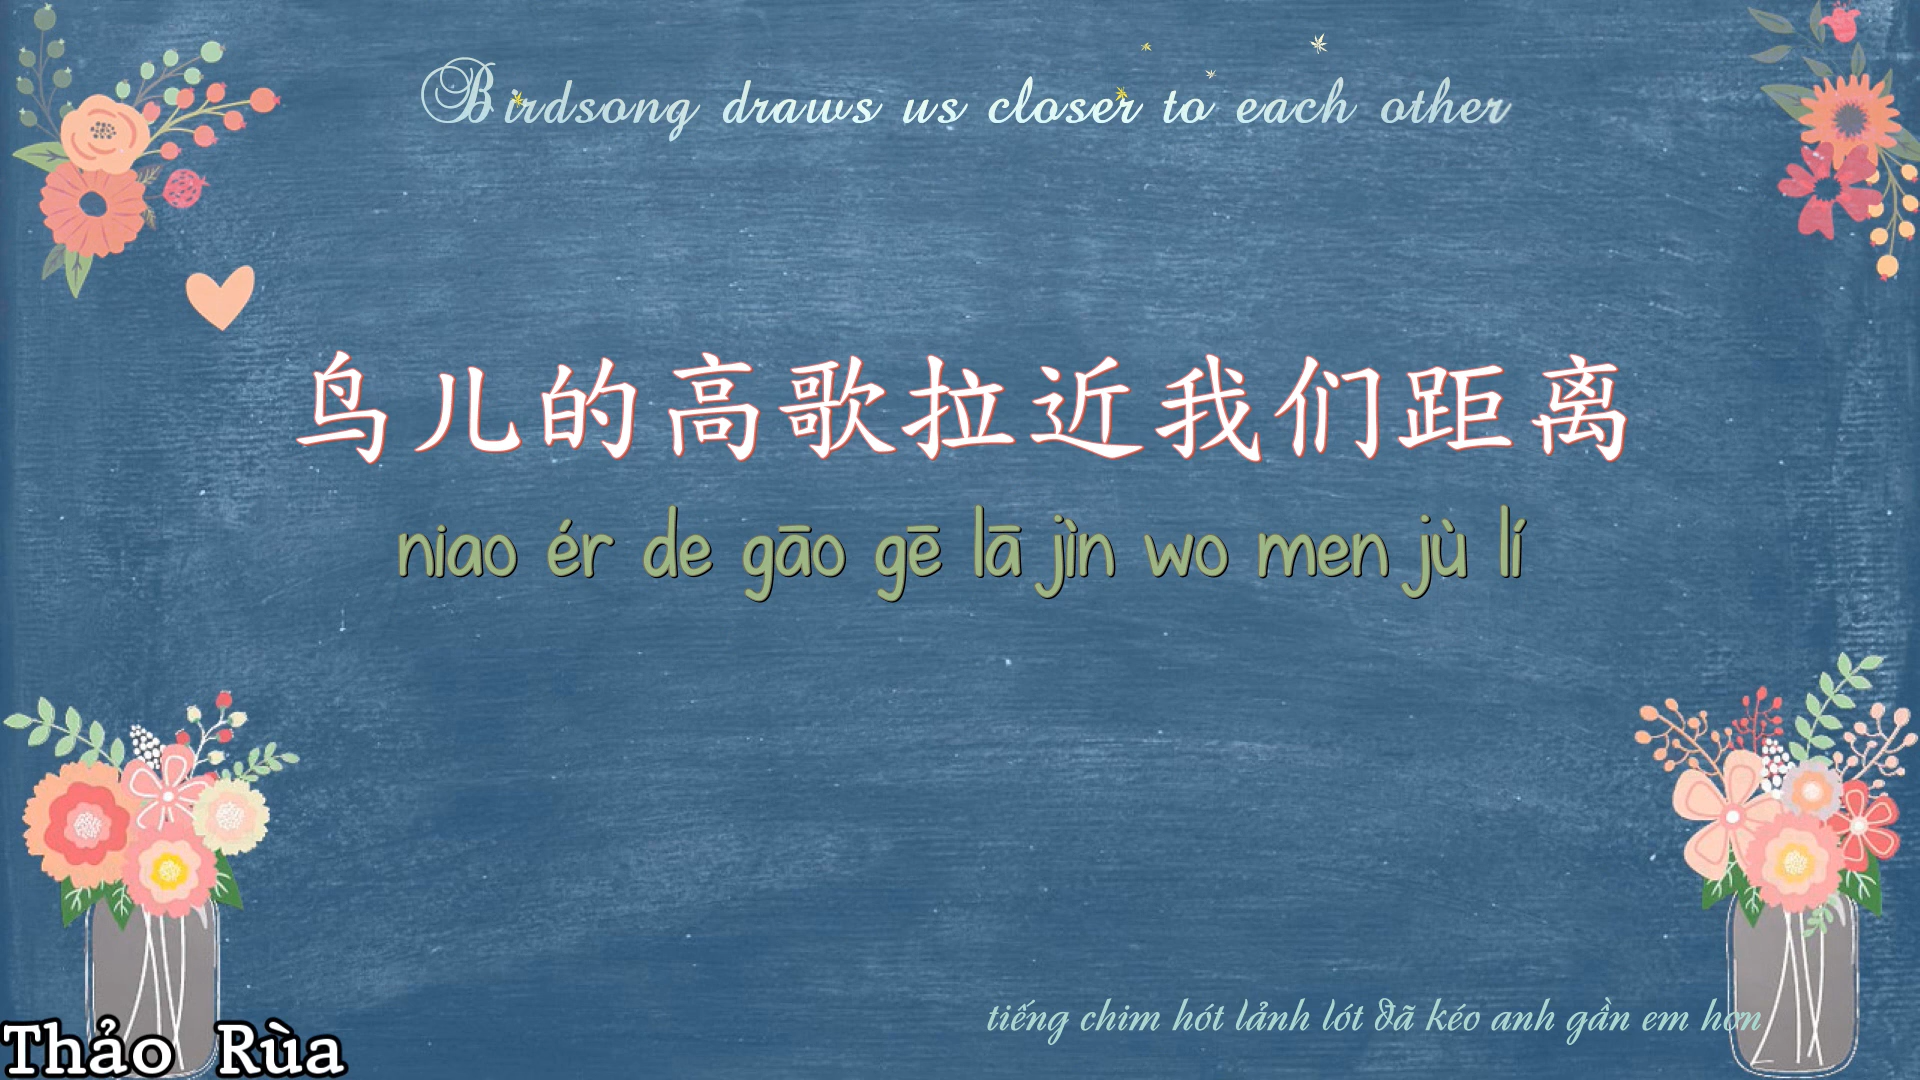 Birdsong draws us closer to each other
鸟儿的高歌拉近我们距离
niao ér de gāo gē lā jìn wo men jù lí
tiếng chim hót lảnh lót đã kéo anh gần em hơn
Thảo Rùa